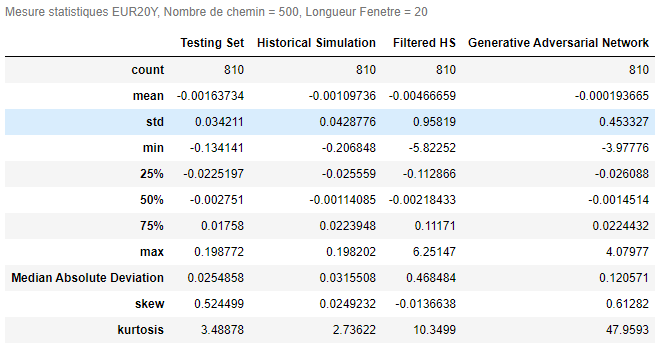 Mesure statistiques EUR20Y, Nombre de chemin = 500, Longueur Fenetre = 20
Testing Set Historical Simulation Filtered HS Generative Adversarial Network
count 810 810 810 810
mean -0.00163734 -0.00109736 -0.00466659 -0.000193665
std 0.034211 0.0428776 0.95819 0.453327
min -0.134141 -0.206848 -5.82252 -3.97776
25% -0.0225197 -0.025559 -0.112866 -0.026088
50% -0.002751 -0.00114085 -0.00218433 -0.0014514
75% 0.01758 0.0223948 0.11171 0.0224432
max 0.198772 0.198202 6.25147 4.07977
Median Absolute Deviation 0.0254858 0.0315508 0.468484 0.120571
skew 0.524499 0.0249232 -0.0136638 0.61282
kurtosis 3.48878 2.73622 10.3499 47.9593